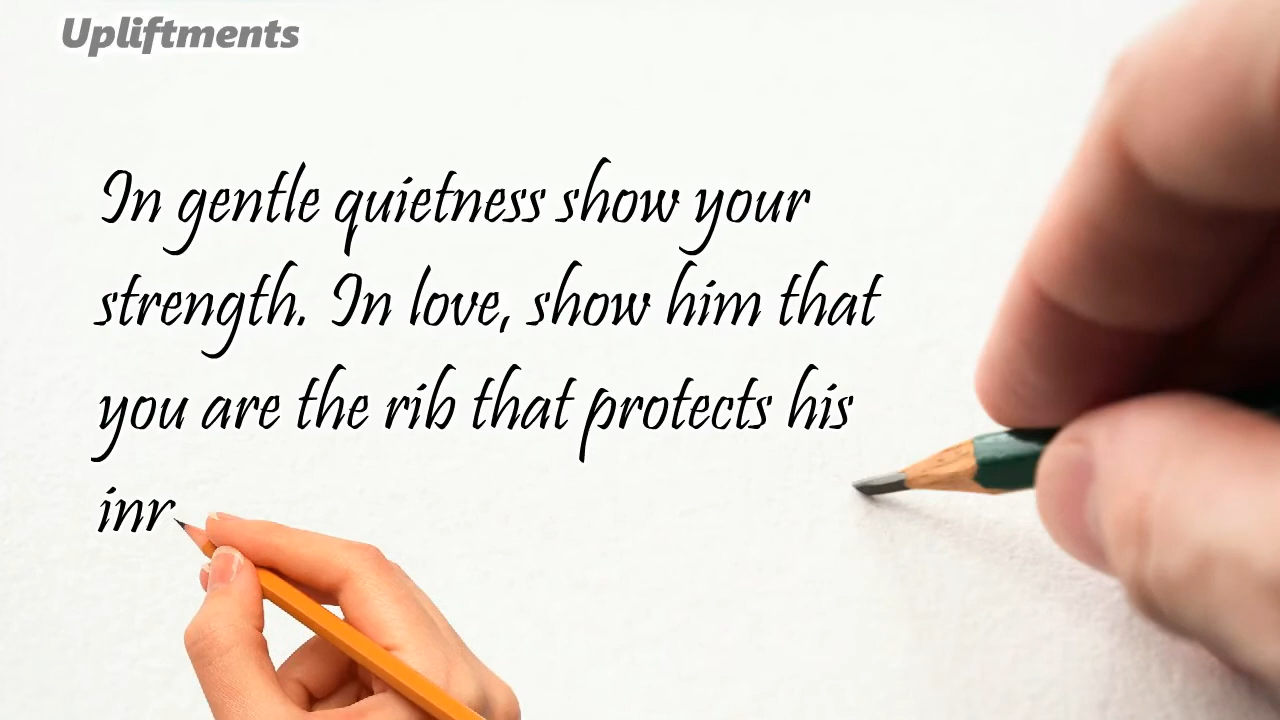 Upliftments
In gentle quietness show your
strength. In love, show him that
you are the rib that protects his
inr